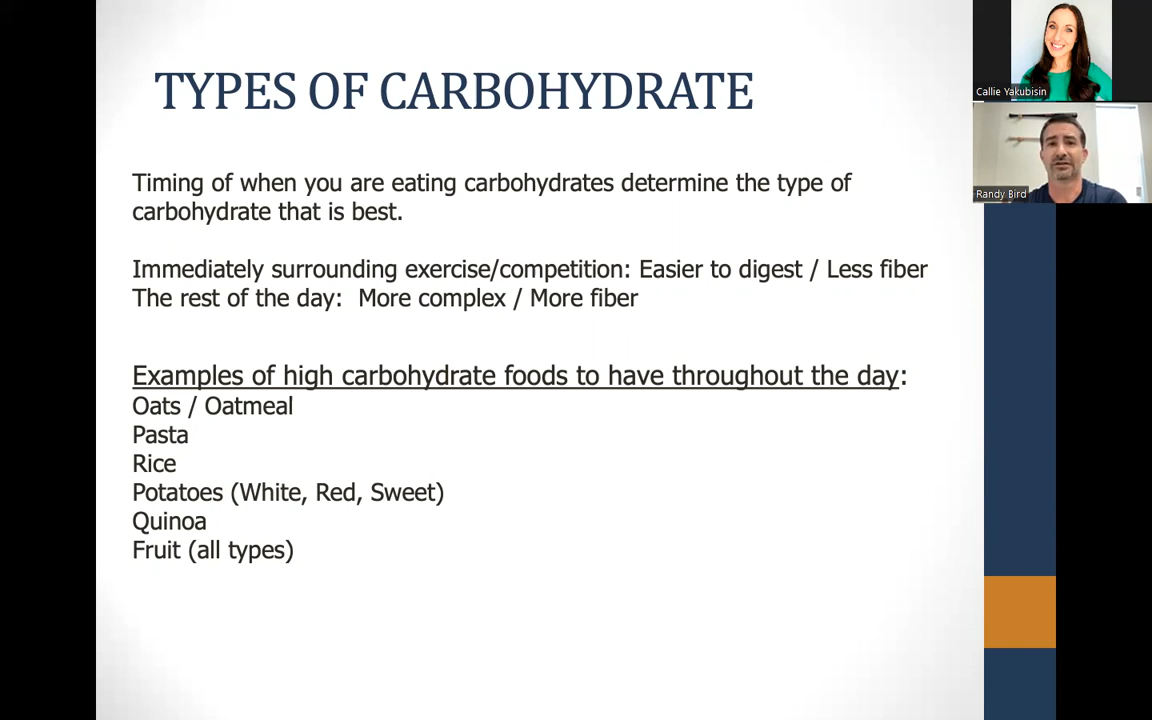 TYPES OF CARBOHYDRATE
Timing of when you are eating carbohydrates determine the type of
carbohydrate that is best.
Immediately surrounding exercise/competition: Easier to digest / Less fiber
The rest of the day: More complex / More fiber
Examples of high carbohydrate foods to have throughout the day:
Oats / Oatmeal
Pasta
Rice
Potatoes (White, Red, Sweet)
Quinoa
Fruit (all types)
Callie Yakubisin
Randy Bird